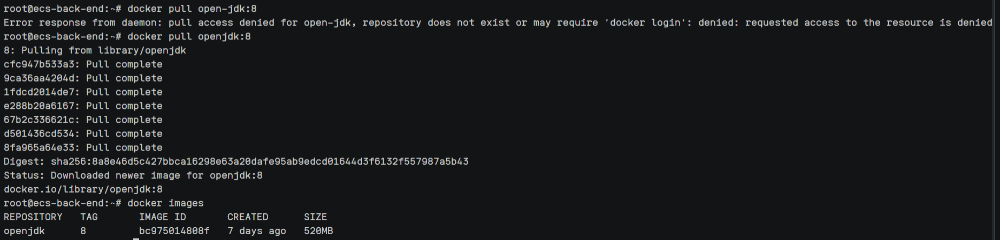 root@ecs-back-end:~# docker pull open-jdk:8
Error response from daemon: pull access denied for open-jdk, repository does not exist or may require 'docker login': denied: requested access to the resource is denied
root@ecs-back-end:~# docker pull openjdk:8
8: Pulling from library/openjdk
cfc947b533a3: Pull complete
9ca36aa4204d: Pull complete
1fdcd2014de7: Pull complete
e288b20a6167: Pull complete
67b2c336621c: Pull complete
d501436cd534: Pull complete
8fa965a64e33: Pull complete
Digest: sha256:8a8e46d5c427bbca16298e63a20dafe95ab9edcd01644d3f6132f557987a5b43
Status: Downloaded newer image for openjdk:8
docker.io/library/openjdk:8
root@ecs-back-end:~# docker images
REPOSITORY   TAG       IMAGE ID       CREATED      SIZE
openjdk      8         bc975014808f   7 days ago   520MB